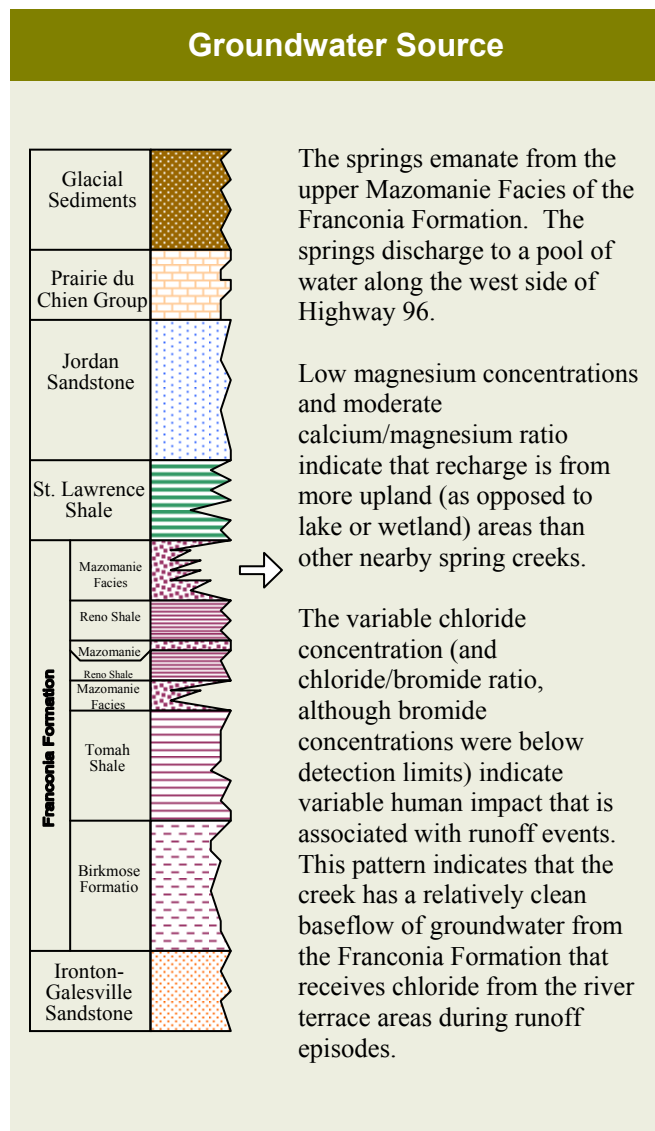 Groundwater Source
Glacial
Sediments
Prairie du
Chien Group
Jordan
Sandstone
St. Lawrence
Shale
Franconia Formation
Mazomanie
Facies
Reno Shale
Mazomanie
Reno Shale
Mazomanie
Facies
Tomah
Shale
Birkmose
Formatio
Ironton-
Galesville
Sandstone
The springs emanate from the
upper Mazomanie Facies of the
Franconia Formation. The
springs discharge to a pool of
water along the west side of
Highway 96.
Low magnesium concentrations
and moderate
calcium/magnesium ratio
indicate that recharge is from
more upland (as opposed to
lake or wetland) areas than
other nearby spring creeks.
The variable chloride
concentration (and
chloride/bromide ratio,
although bromide
concentrations were below
detection limits) indicate
variable human impact that is
associated with runoff events.
This pattern indicates that the
creek has a relatively clean
baseflow of groundwater from
the Franconia Formation that
receives chloride from the river
terrace areas during runoff
episodes.